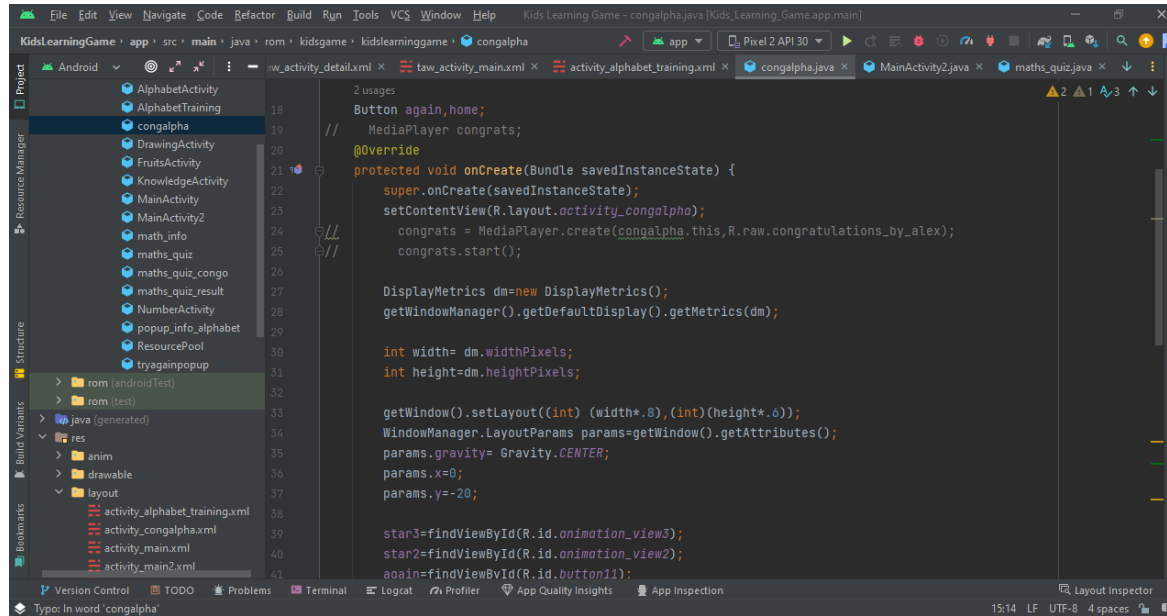 File Edit View Navigate Code Refactor Build Run Tools VCS Window Help Kids Learning Game - congalpha.java [Kids_Learning_Game.app.main]
KidsLearningGame › app › src › main › java › rom › kidsgame › kidslearninggame › congalpha app Pixel 2 API 30
Android
w_activity_detail.xml taw_activity_main.xml activity_alphabet_training.xml congalpha.java MainActivity2.java maths_quiz.java
Project
Resource Manager
Structure
Build Variants
Bookmarks
AlphabetActivity
AlphabetTraining
congalpha
DrawingActivity
FruitsActivity
KnowledgeActivity
MainActivity
MainActivity2
math_info
maths_quiz
maths_quiz_congo
maths_quiz_result
NumberActivity
popup_info_alphabet
ResourcePool
tryagainpopup
rom (androidTest)
rom (test)
java (generated)
res
anim
drawable
layout
activity_alphabet_training.xml
activity_congalpha.xml
activity_main.xml
activity_main2.xml
2 usages
2 1 3
18 Button again,home;
19 // MediaPlayer congrats;
20 @Override
21 protected void onCreate(Bundle savedInstanceState) {
22 super.onCreate(savedInstanceState);
23 setContentView(R.layout.activity_congalpha);
24 // congrats = MediaPlayer.create(congalpha.this,R.raw.congratulations_by_alex);
25 // congrats.start();
26
27 DisplayMetrics dm=new DisplayMetrics();
28 getWindowManager().getDefaultDisplay().getMetrics(dm);
29
30 int width= dm.widthPixels;
31 int height=dm.heightPixels;
32
33 getWindow().setLayout((int) (width*.8),(int)(height*.6));
34 WindowManager.LayoutParams params=getWindow().getAttributes();
35 params.gravity= Gravity.CENTER;
36 params.x=0;
37 params.y=-20;
38
39 star3=findViewById(R.id.animation_view3);
40 star2=findViewById(R.id.animation_view2);
41 again=findViewById(R.id.button11);
Version Control TODO Problems Terminal Logcat Profiler App Quality Insights App Inspection Layout Inspector
Typo: In word 'congalpha' 15:14 LF UTF-8 4 spaces